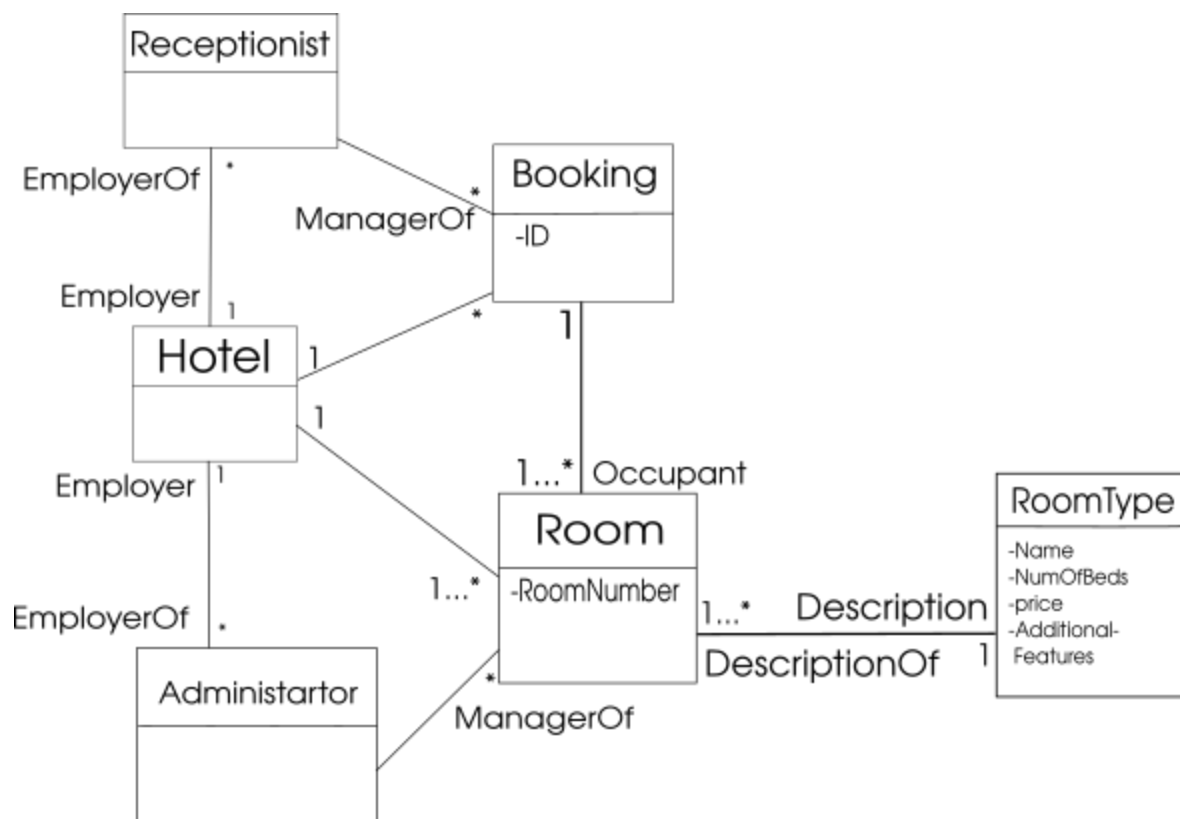 Receptionist
EmployerOf
*
Booking
*
ManagerOf
-ID
Employer
1
Hotel
1
*
1
1
Employer
1
1...*
Occupant
Room
RoomType
1...*
-RoomNumber
-Name
-NumOfBeds
-price
-Additional-
Features
1...*
Description
EmployerOf
*
DescriptionOf
1
Administartor
*
ManagerOf